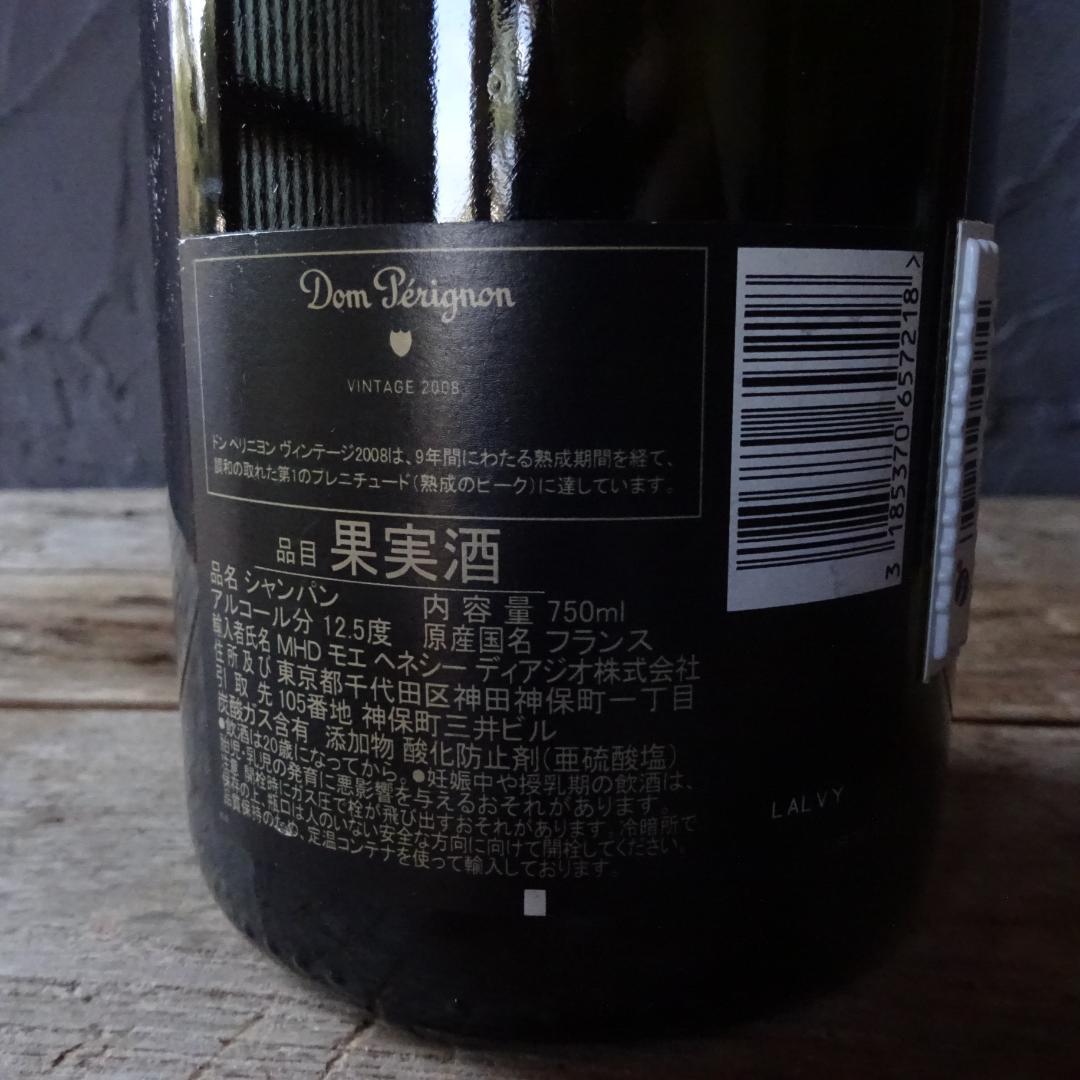 Dom Pérignon
VINTAGE 2008
ドン ペリニヨン ヴィンテージ2008は、9年間にわたる熟成期間を経て、
調和の取れた第1のプレニチュード（熟成のピーク）に達しています。
品目 果実酒
品名 シャンパン 内容量 750ml
アルコール分 12.5度 原産国名 フランス
輸入者氏名 MHD モエ ヘネシー ディアジオ株式会社
住所及び 東京都千代田区神田神保町一丁目
引取先 105番地 神保町三井ビル
炭酸ガス含有 添加物 酸化防止剤（亜硫酸塩）
●飲酒は20歳になってから。●妊娠中や授乳期の飲酒は、
胎児・乳児の発育に悪影響を与えるおそれがあります。
注意 開栓時にガス圧で栓が飛び出すおそれがあります。冷暗所で
保存の上、瓶口は人のいない安全な方向に向けて開栓してください。
品質保持のため、定温コンテナを使って輸入しております。
3 185370 657218 >
LALVY